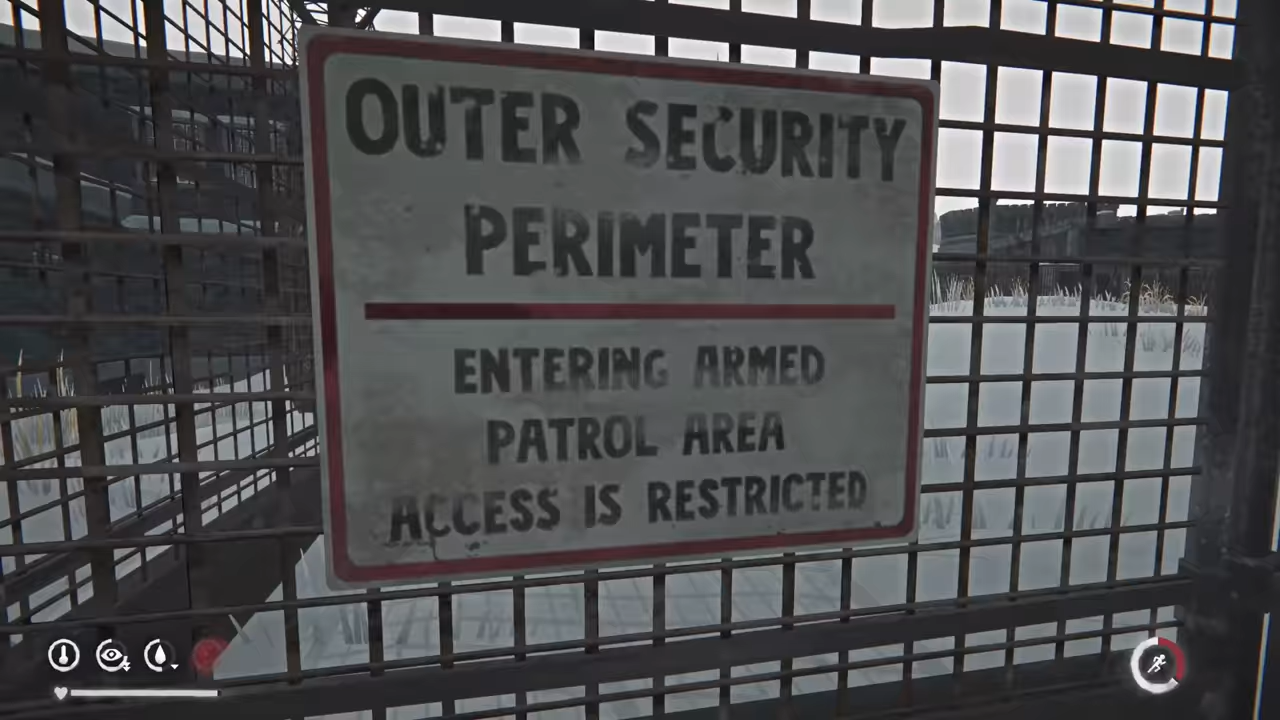 OUTER SECURITY
PERIMETER
ENTERING ARMED
PATROL AREA
ACCESS IS RESTRICTED